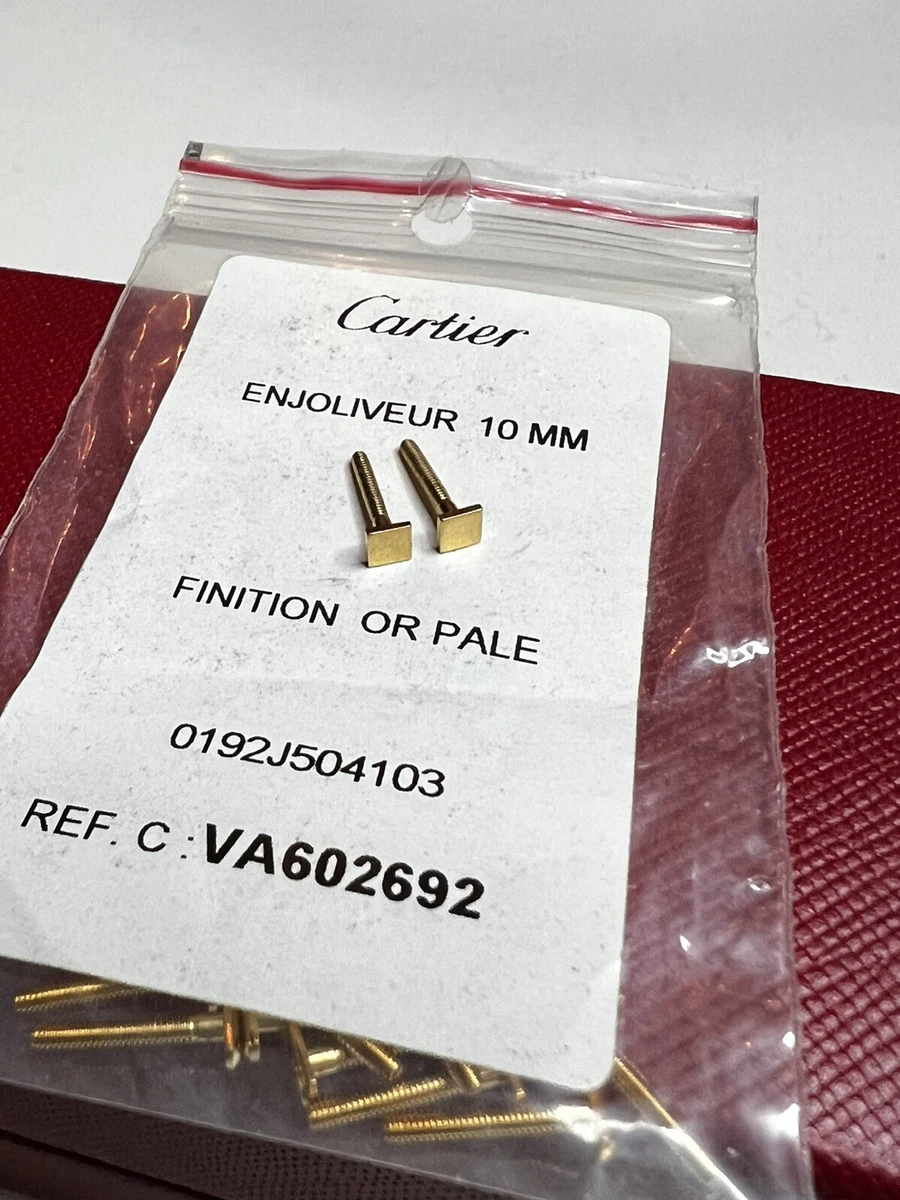 Cartier
ENJOLIVEUR 10 MM
FINITION OR PALE
0192J504103
REF. C : VA602692